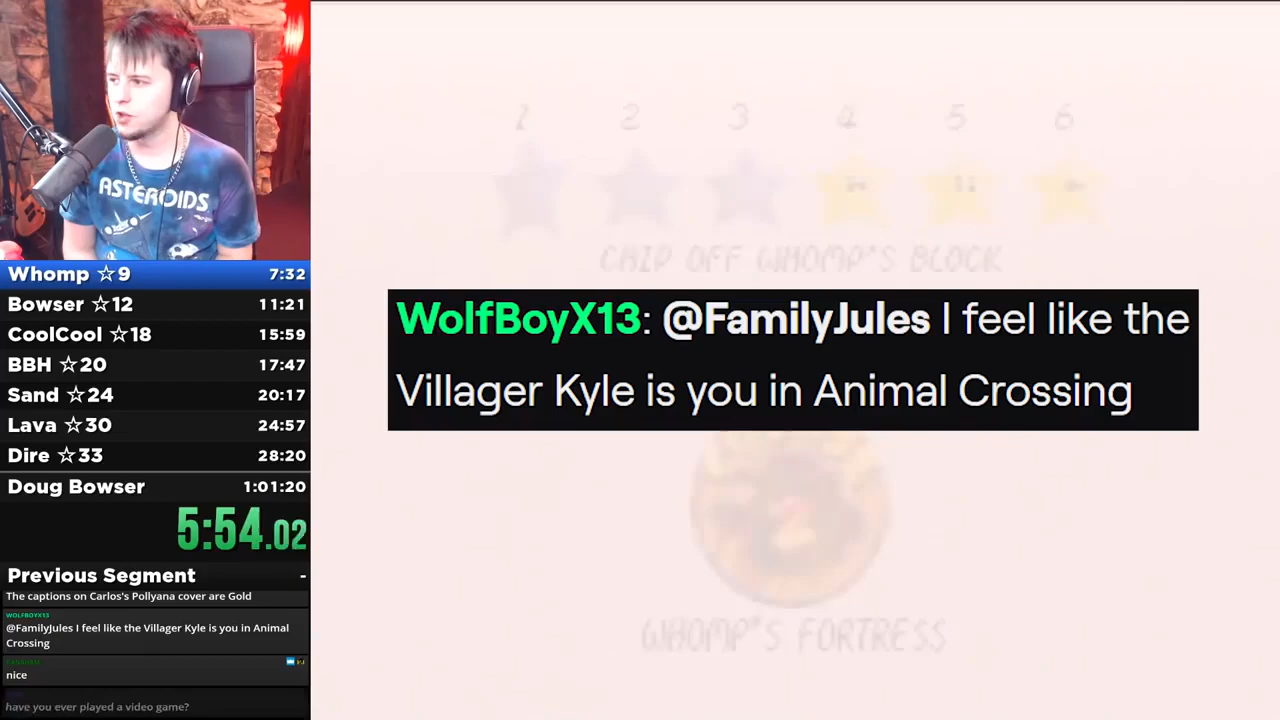 ASTEROIDS
Whomp ☆9 7:32
Bowser ☆12 11:21
CoolCool ☆18 15:59
BBH ☆20 17:47
Sand ☆24 20:17
Lava ☆30 24:57
Dire ☆33 28:20
Doug Bowser 1:01:20
5:54.02
Previous Segment -
The captions on Carlos's Pollyana cover are Gold
WOLFBOYX13
@FamilyJules I feel like the Villager Kyle is you in Animal
Crossing
nice
have you ever played a video game?
1 2 3 4 5 6
CHIP OFF WHOMP'S BLOCK
WolfBoyX13: @FamilyJules I feel like the
Villager Kyle is you in Animal Crossing
2
WHOMP'S FORTRESS